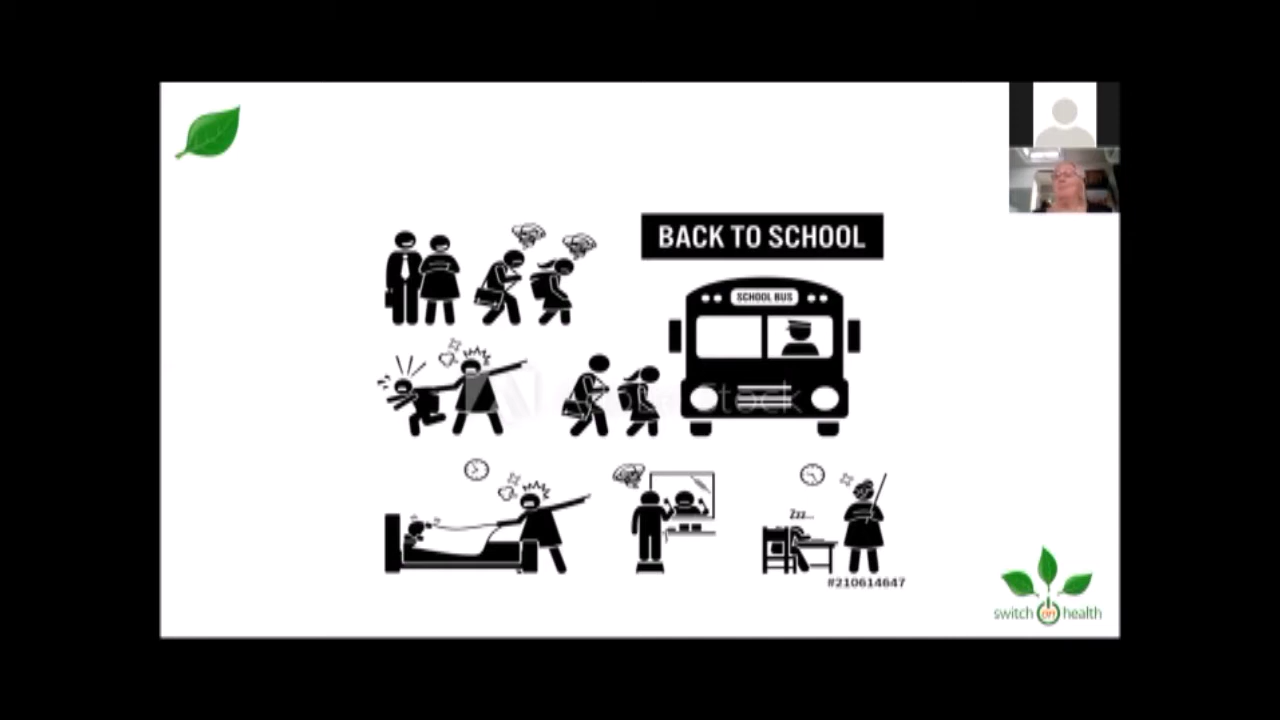 BACK TO SCHOOL
SCHOOL BUS
Zzz...
#210614647
switch on health